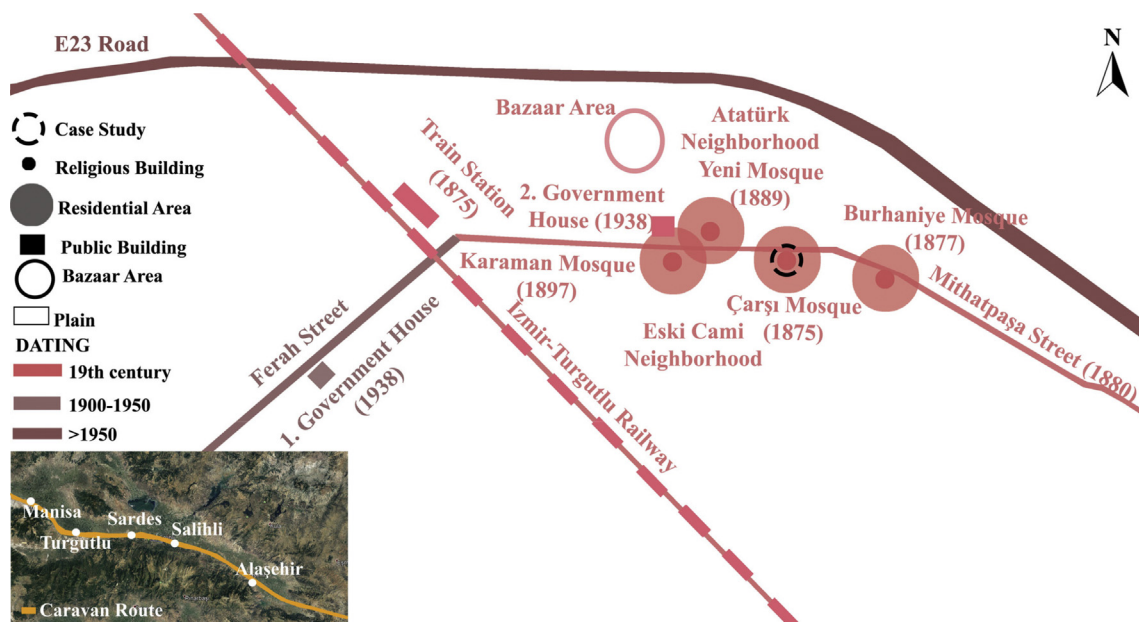 E23 Road
N
Case Study
Religious Building
Residential Area
Public Building
Bazaar Area
Plain
DATING
19th century
1900-1950
>1950
Bazaar Area
Atatürk
Neighborhood
Yeni Mosque
(1889)
Train Station
(1875)
2. Government
House (1938)
Burhaniye Mosque
(1877)
Karaman Mosque
(1897)
Çarşı Mosque
(1875)
Eski Cami
Neighborhood
Mithatpaşa Street (1880)
Ferah Street
1. Government House
(1938)
İzmir-Turgutlu Railway
Manisa
Turgutlu
Sardes
Salihli
Alaşehir
Caravan Route